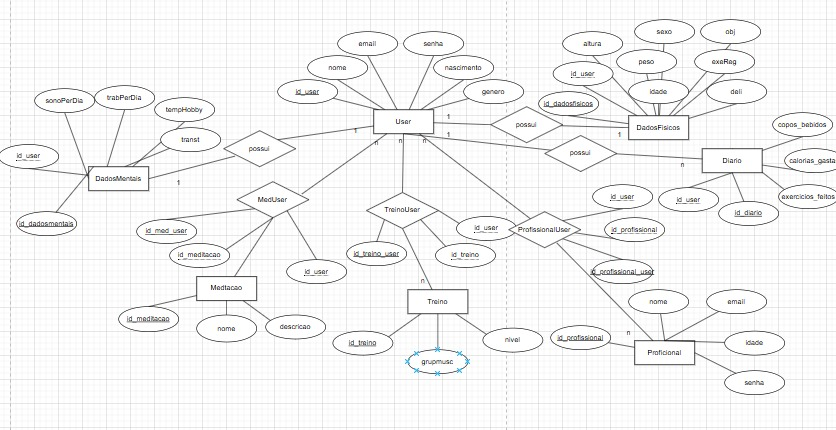 email
senha
sexo
obj
altura
nome
nascimento
peso
exeReg
id_user
id_user
genero
idade
deli
sonoPerDia
trabPerDia
tempHobby
id_dadosfisicos
User
1
possui
DadosFisicos
copos_bebidos
transt
1
n
n
n
1
1
possui
possui
n
Diario
calorias_gasta
id_user
DadosMentais
1
MedUser
id_user
id_user
exercicios_feitos
id_dadosmentais
id_med_user
TreinoUser
id_user
ProfissionalUser
id_profissional
id_diario
id_meditacao
id_treino_user
id_treino
id_user
id_profissional_user
Medtacao
n
id_meditacao
nome
descricao
Treino
nome
email
id_treino
nivel
id_profissional
n
idade
grupmusc
Proficional
senha